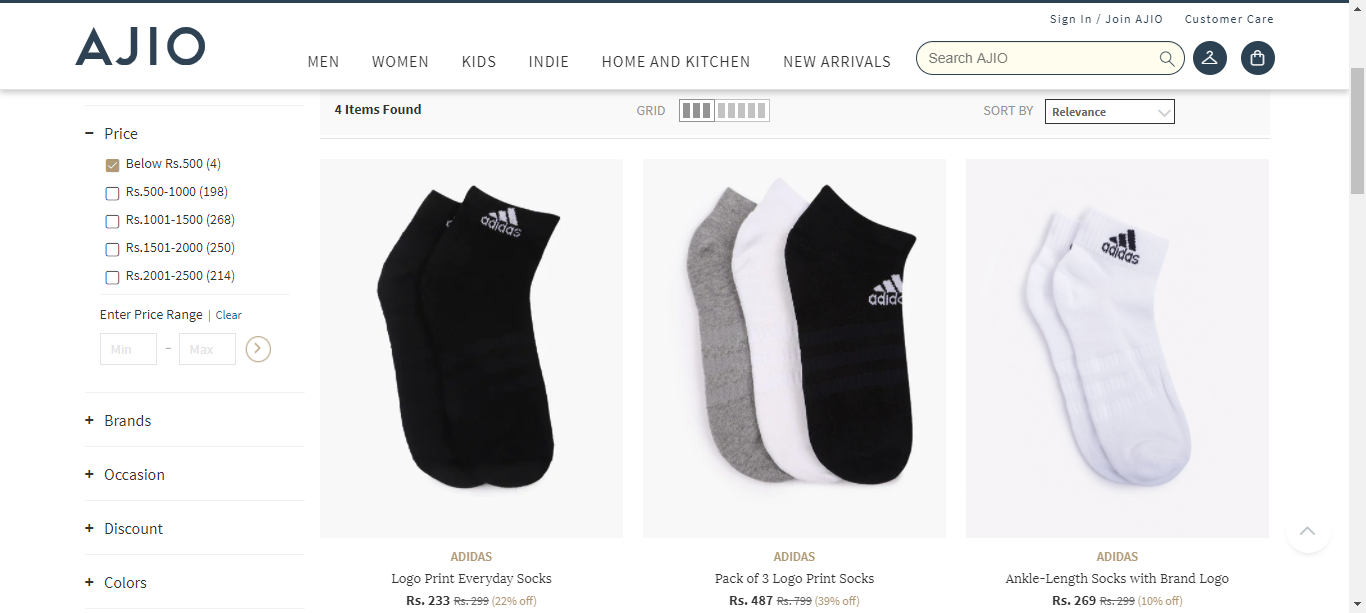 Sign In / Join AJIO Customer Care
AJIO
MEN WOMEN KIDS INDIE HOME AND KITCHEN NEW ARRIVALS
Search AJIO
4 Items Found
GRID
SORT BY Relevance
− Price
Below Rs.500 (4)
Rs.500-1000 (198)
Rs.1001-1500 (268)
Rs.1501-2000 (250)
Rs.2001-2500 (214)
Enter Price Range | Clear
Min – Max
+ Brands
+ Occasion
+ Discount
+ Colors
adidas
adidas
adidas
ADIDAS
Logo Print Everyday Socks
Rs. 233 Rs. 299 (22% off)
ADIDAS
Pack of 3 Logo Print Socks
Rs. 487 Rs. 799 (39% off)
ADIDAS
Ankle-Length Socks with Brand Logo
Rs. 269 Rs. 299 (10% off)